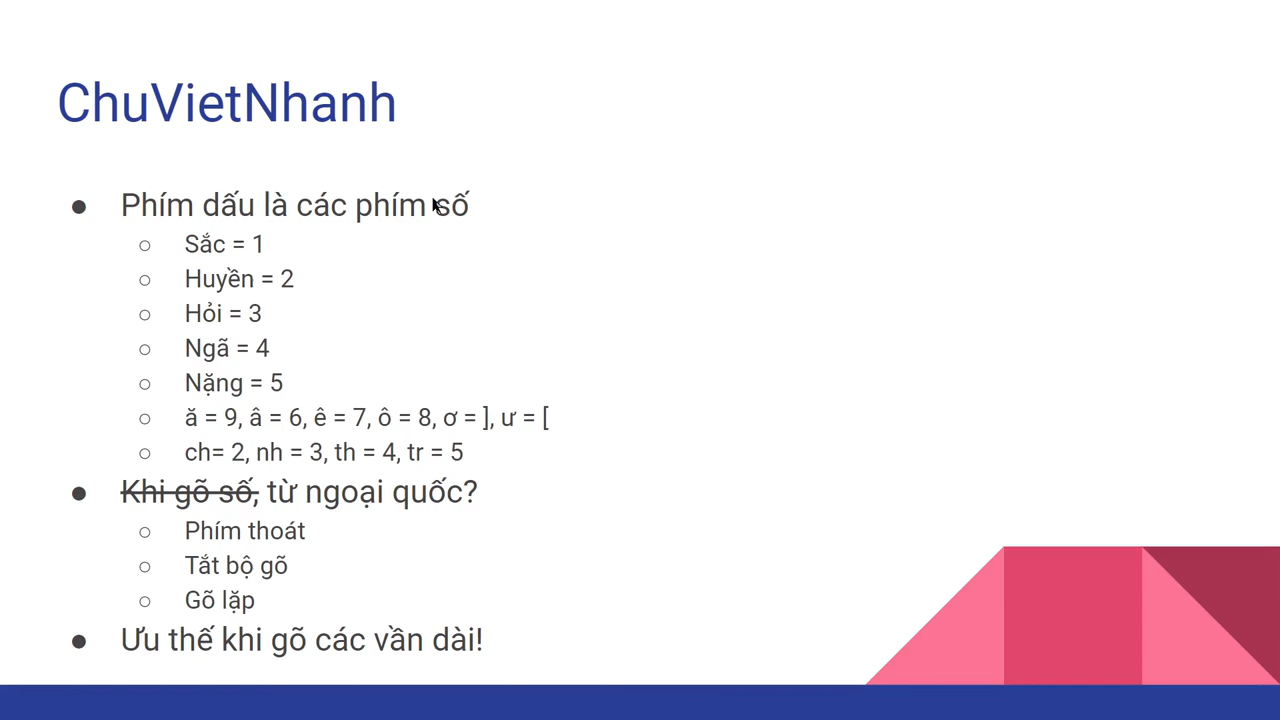 ChuVietNhanh
● Phím dấu là các phím số
○ Sắc = 1
○ Huyền = 2
○ Hỏi = 3
○ Ngã = 4
○ Nặng = 5
○ ă = 9, â = 6, ê = 7, ô = 8, ơ = ], ư = [
○ ch= 2, nh = 3, th = 4, tr = 5
● Khi gõ số, từ ngoại quốc?
○ Phím thoát
○ Tắt bộ gõ
○ Gõ lặp
● Ưu thế khi gõ các vần dài!